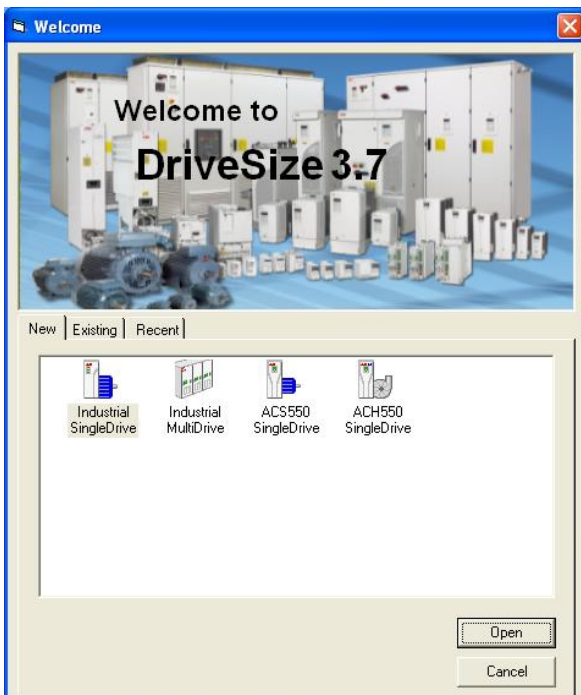 Welcome
Welcome to
DriveSize 3.7
New Existing Recent
Industrial
SingleDrive
Industrial
MultiDrive
ACS550
SingleDrive
ACH550
SingleDrive
Open
Cancel